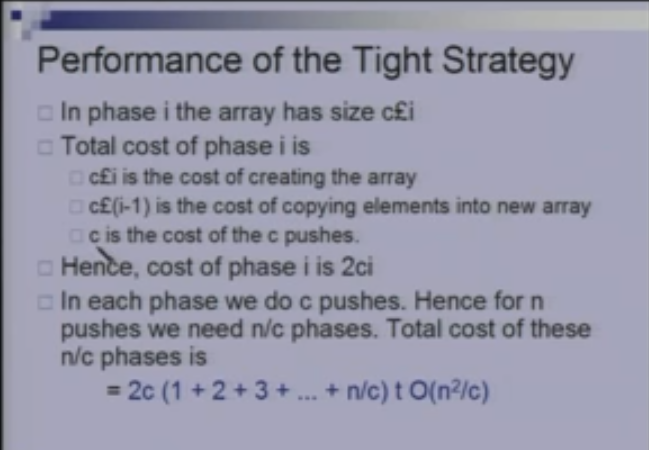 Performance of the Tight Strategy
In phase i the array has size c£i
Total cost of phase i is
c£i is the cost of creating the array
c£(i-1) is the cost of copying elements into new array
c is the cost of the c pushes.
Hence, cost of phase i is 2ci
In each phase we do c pushes. Hence for n
pushes we need n/c phases. Total cost of these
n/c phases is
= 2c (1 + 2 + 3 + ... + n/c) t O(n²/c)